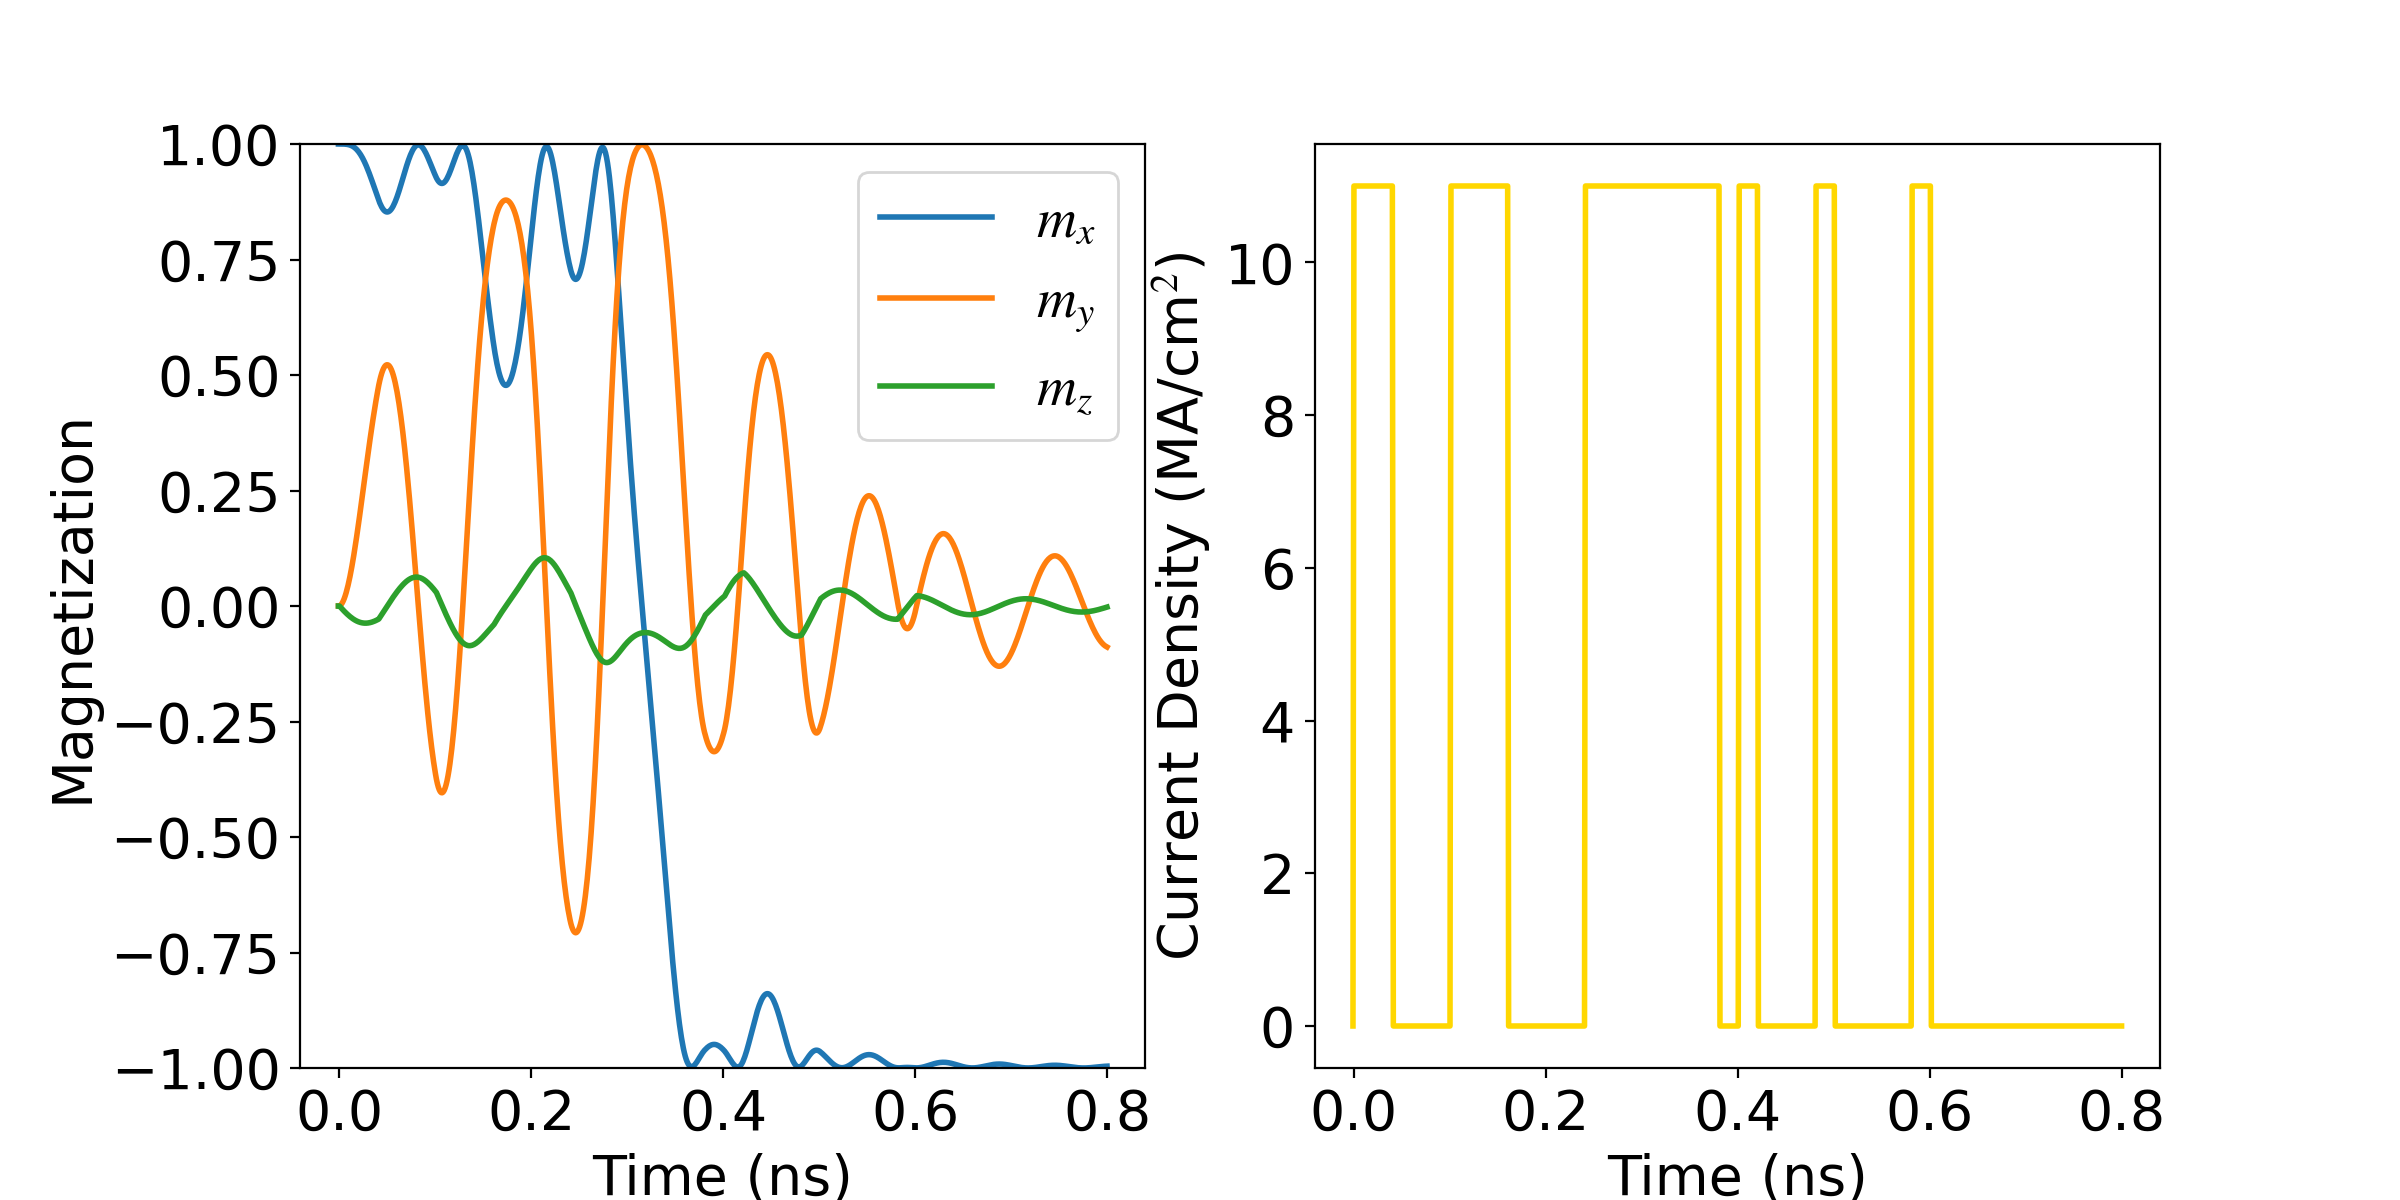 Magnetization
1.00
0.75
0.50
0.25
0.00
−0.25
−0.50
−0.75
−1.00
0.0 0.2 0.4 0.6 0.8
Time (ns)
m_x
m_y
m_z
Current Density (MA/cm²)
10
8
6
4
2
0
0.0 0.2 0.4 0.6 0.8
Time (ns)